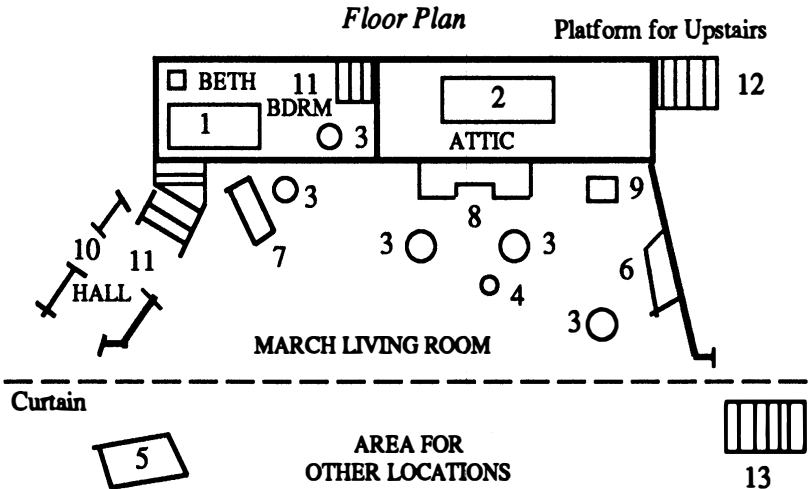 Floor Plan
Platform for Upstairs
BETH
11
BDRM
1
3
2
ATTIC
12
3
7
8
9
10
11
HALL
3
3
4
6
3
MARCH LIVING ROOM
Curtain
5
AREA FOR
OTHER LOCATIONS
13